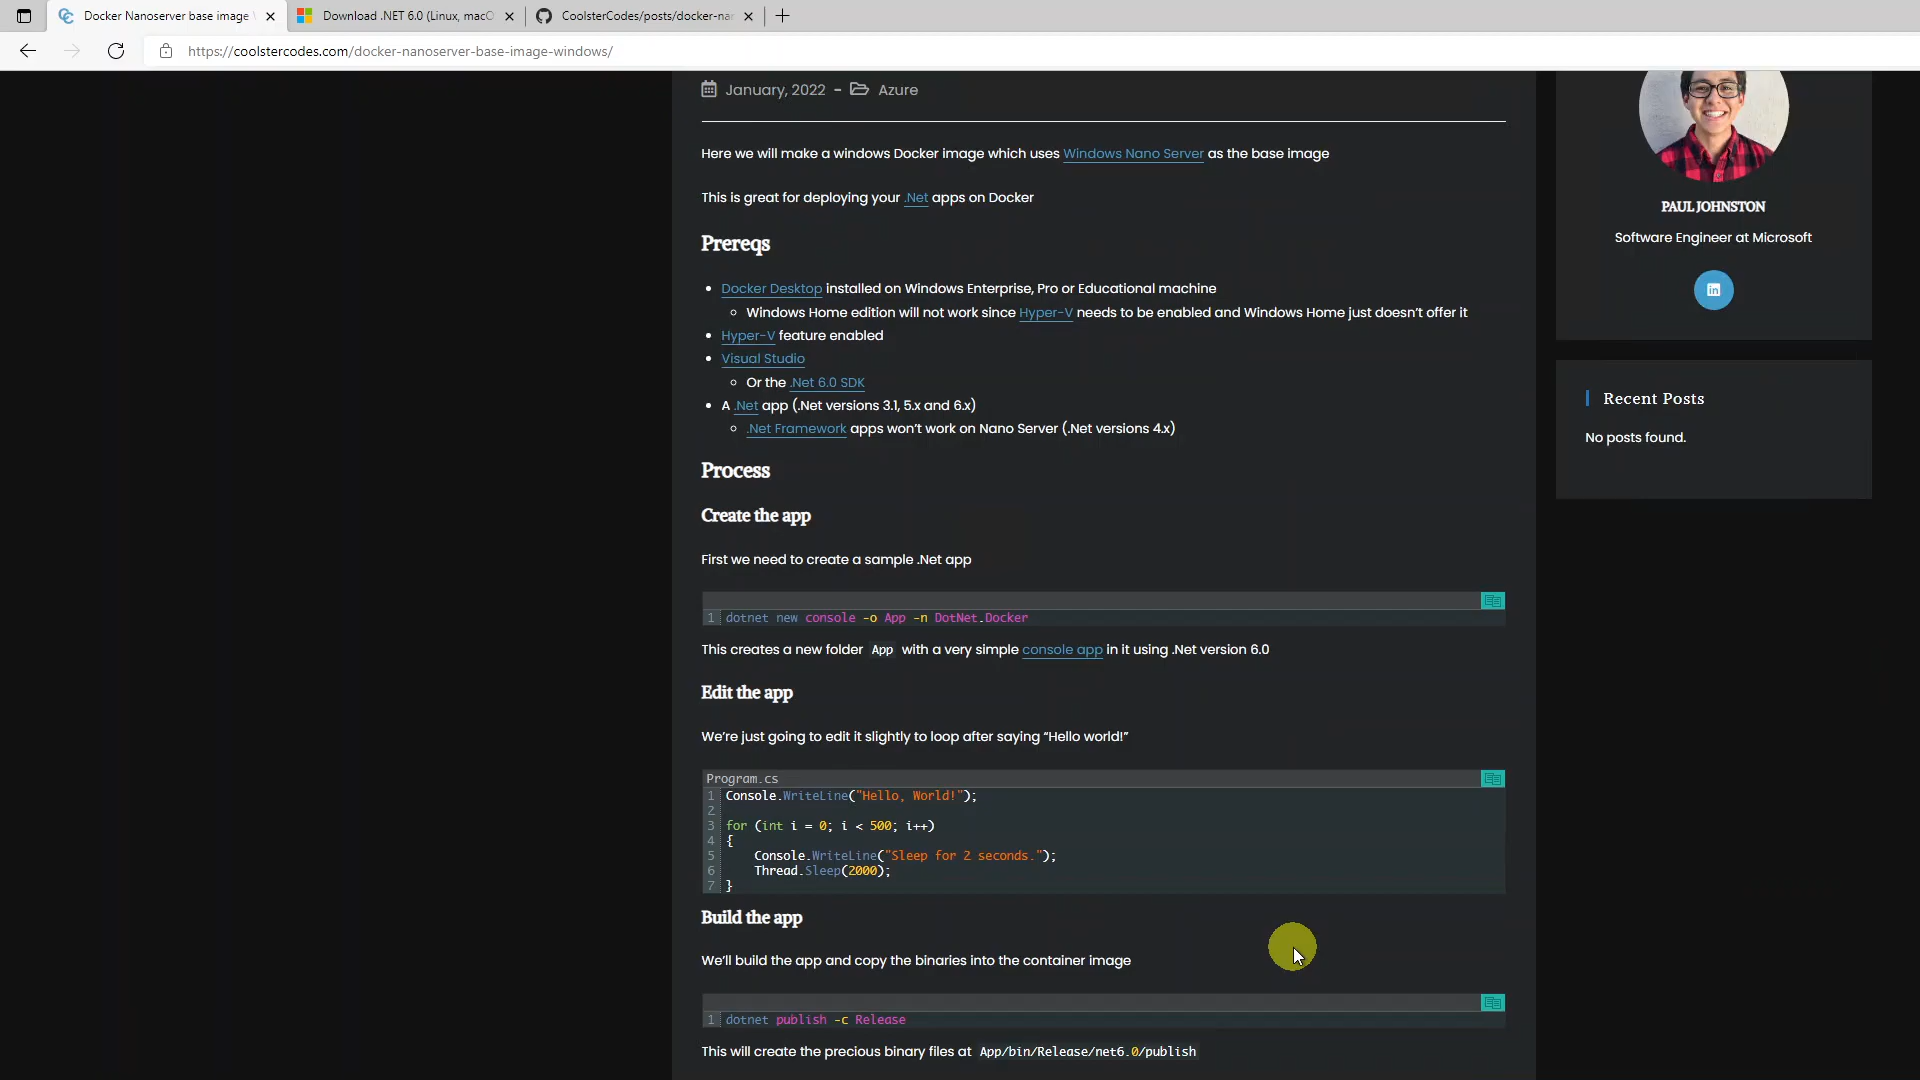 Docker Nanoserver base image
Download .NET 6.0 (Linux, macO
CoolsterCodes/posts/docker-na
https://coolstercodes.com/docker-nanoserver-base-image-windows/
January, 2022 - Azure
Here we will make a windows Docker image which uses Windows Nano Server as the base image
This is great for deploying your .Net apps on Docker
Prereqs
Docker Desktop installed on Windows Enterprise, Pro or Educational machine
Windows Home edition will not work since Hyper-V needs to be enabled and Windows Home just doesn't offer it
Hyper-V feature enabled
Visual Studio
Or the .Net 6.0 SDK
A .Net app (.Net versions 3.1, 5.x and 6.x)
.Net Framework apps won't work on Nano Server (.Net versions 4.x)
Process
Create the app
First we need to create a sample .Net app
1 dotnet new console -o App -n DotNet.Docker
This creates a new folder App with a very simple console app in it using .Net version 6.0
Edit the app
We're just going to edit it slightly to loop after saying “Hello world!”
Program.cs
1 Console.WriteLine("Hello, World!");
2
3 for (int i = 0; i < 500; i++)
4 {
5 Console.WriteLine("Sleep for 2 seconds.");
6 Thread.Sleep(2000);
7 }
Build the app
We'll build the app and copy the binaries into the container image
1 dotnet publish -c Release
This will create the precious binary files at App/bin/Release/net6.0/publish
PAUL JOHNSTON
Software Engineer at Microsoft
in
Recent Posts
No posts found.